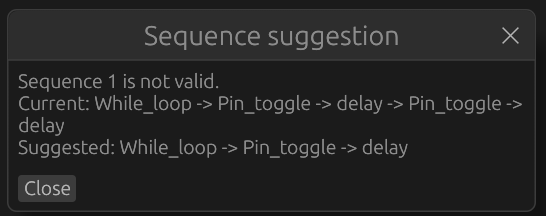 Sequence suggestion
Sequence 1 is not valid.
Current: While_loop -> Pin_toggle -> delay -> Pin_toggle ->
delay
Suggested: While_loop -> Pin_toggle -> delay
Close